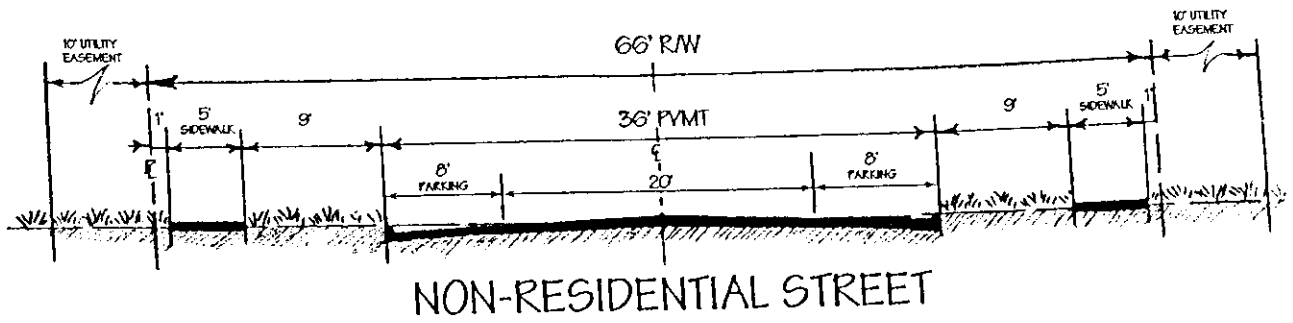 10' UTILITY
EASEMENT
66' R/W
10' UTILITY
EASEMENT
1'
5'
SIDEWALK
9'
36' PVMT
9'
5'
SIDEWALK
1'
8'
PARKING
20'
8'
PARKING
NON-RESIDENTIAL STREET